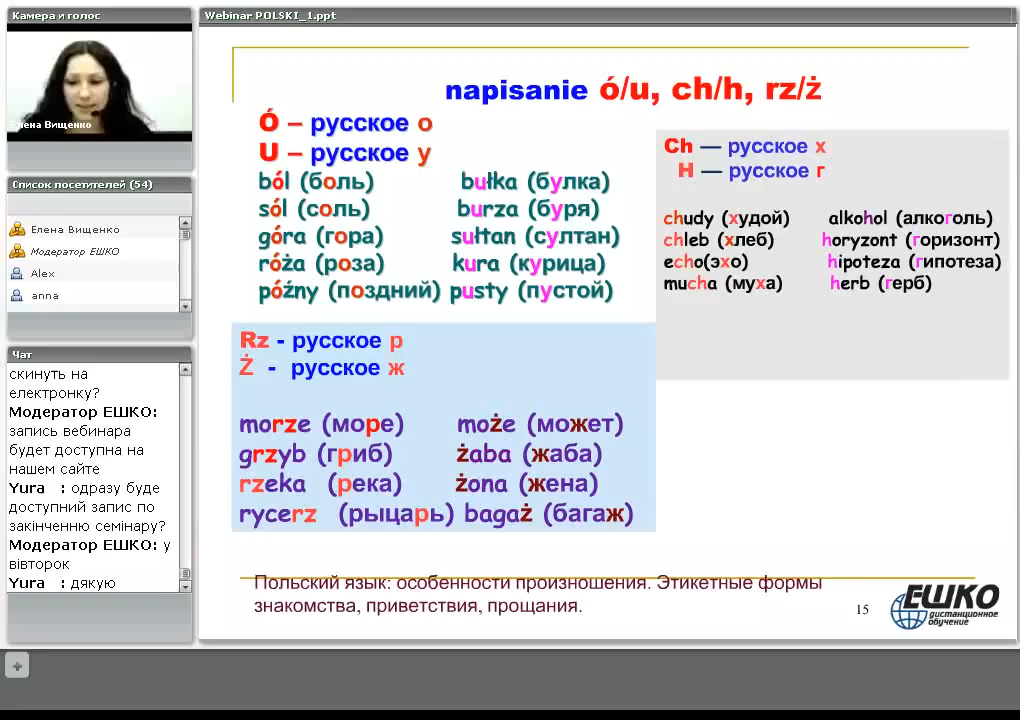 Камера и голос
Елена Вищенко
Список посетителей (54)
Елена Вищенко
Модератор ЕШКО
Alex
anna
Чат
скинуть на
електронку?
Модератор ЕШКО:
запись вебинара
будет доступна на
нашем сайте
Yura : одразу буде
доступний запис по
закінченню семінару?
Модератор ЕШКО: у
вівторок
Yura : дякую
Webinar POLSKI_1.ppt
napisanie ó/u, ch/h, rz/ż
Ó – русское о
U – русское у
ból (боль) bułka (булка)
sól (соль) burza (буря)
góra (гора) sułtan (султан)
róża (роза) kura (курица)
późny (поздний) pusty (пустой)
Ch — русское х
H — русское г
chudy (худой) alkohol (алкоголь)
chleb (хлеб) horyzont (горизонт)
echo(эхо) hipoteza (гипотеза)
mucha (муха) herb (герб)
Rz - русское р
Ż - русское ж
morze (море) może (может)
grzyb (гриб) żaba (жаба)
rzeka (река) żona (жена)
rycerz (рыцарь) bagaż (багаж)
Польский язык: особенности произношения. Этикетные формы
знакомства, приветствия, прощания.
15
ЕШКО
дистанционное
обучение